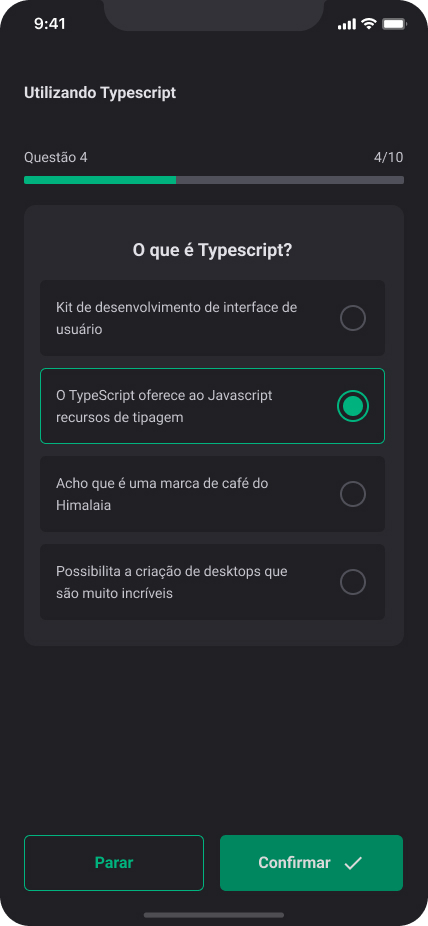 9:41
Utilizando Typescript
Questão 4
4/10
O que é Typescript?
Kit de desenvolvimento de interface de
usuário
O TypeScript oferece ao Javascript
recursos de tipagem
Acho que é uma marca de café do
Himalaia
Possibilita a criação de desktops que
são muito incríveis
Parar
Confirmar